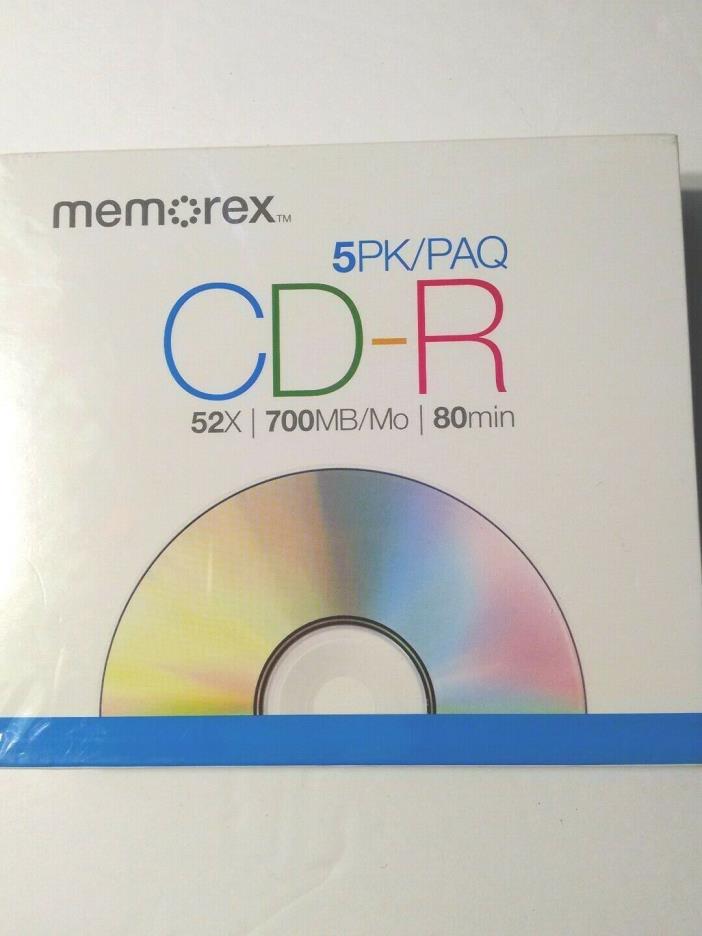 memorex™
5PK/PAQ
CD-R
52X | 700MB/Mo | 80min